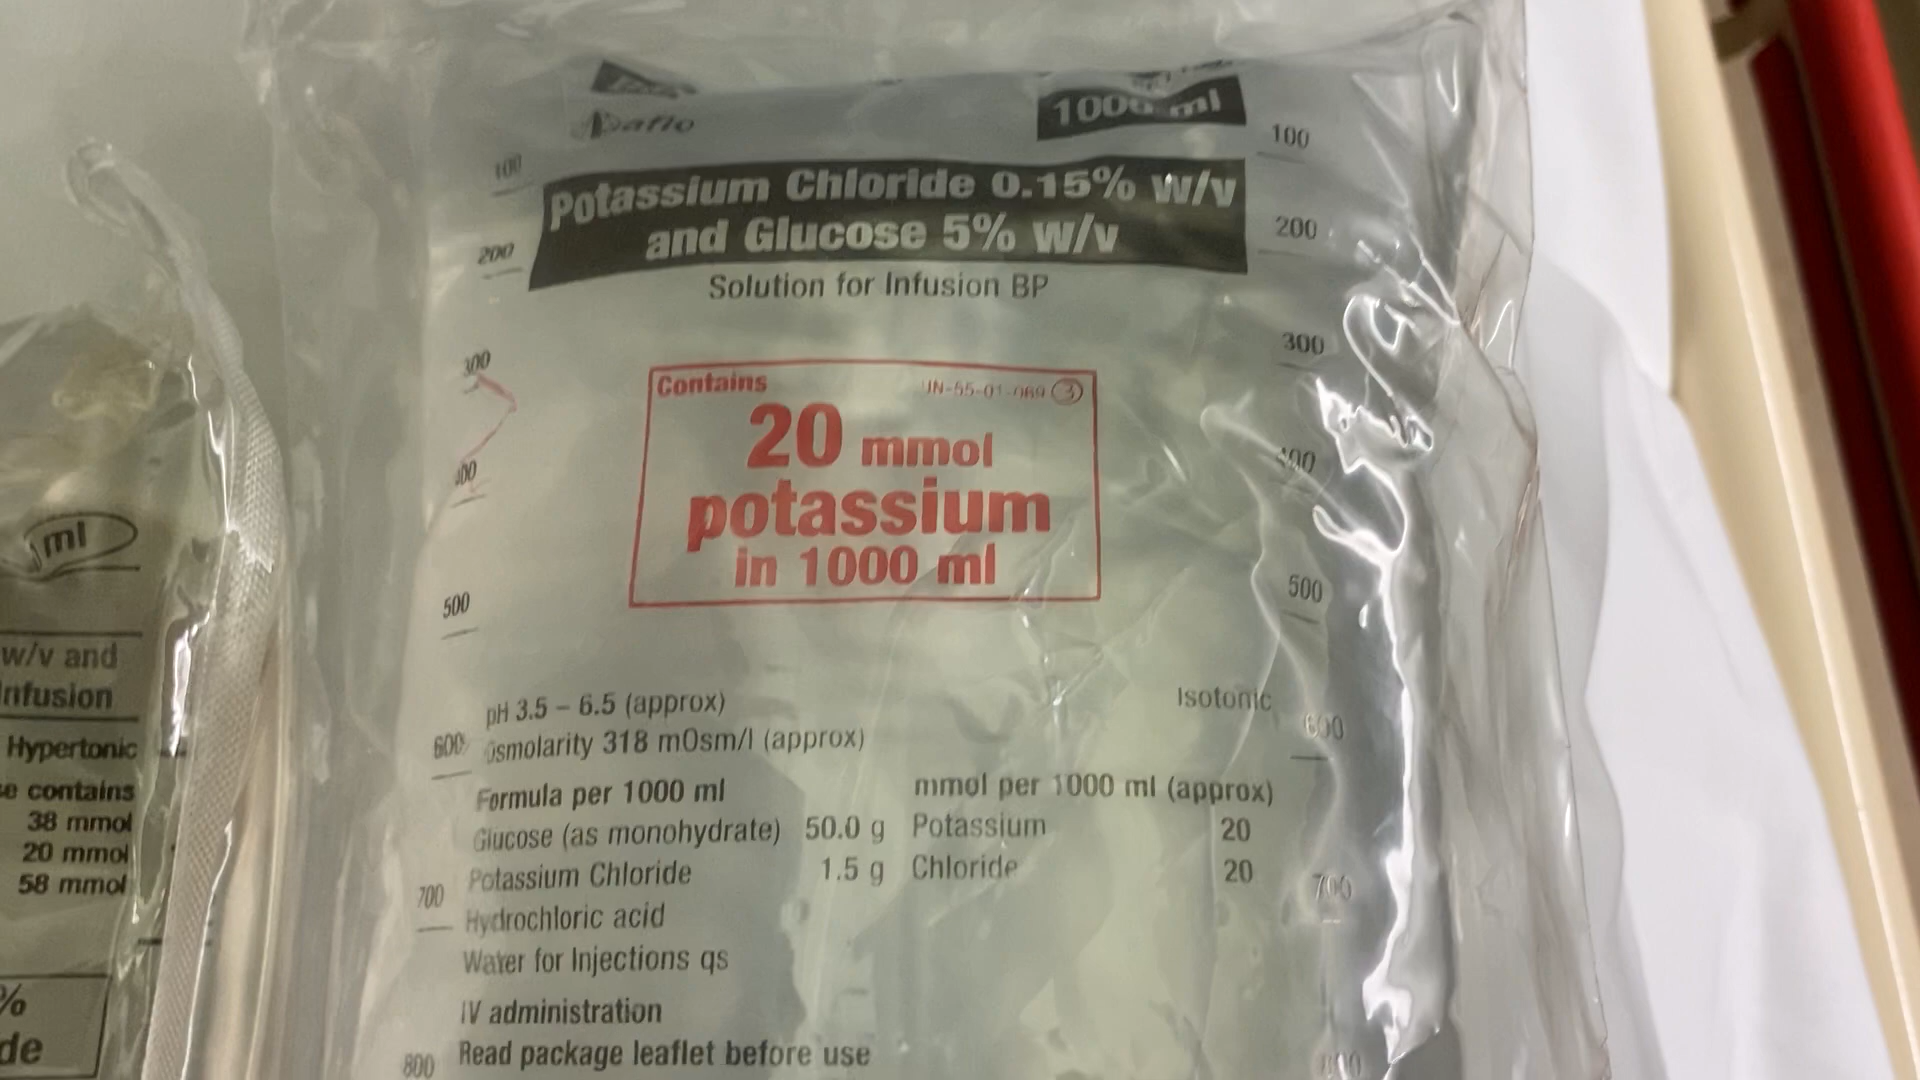 1000 ml
Potassium Chloride 0.15% w/v
and Glucose 5% w/v
Solution for Infusion BP
Contains
20 mmol
potassium
in 1000 ml
100
200
300
500
600
700
800
100
200
300
400
500
600
700
pH 3.5 – 6.5 (approx)
Isotonic
Osmolarity 318 mOsm/l (approx)
Formula per 1000 ml
mmol per 1000 ml (approx)
Glucose (as monohydrate) 50.0 g Potassium 20
Potassium Chloride 1.5 g Chloride 20
Hydrochloric acid
Water for Injections qs
IV administration
Read package leaflet before use
ml
w/v and
Infusion
Hypertonic
contains
38 mmol
20 mmol
58 mmol
%
de